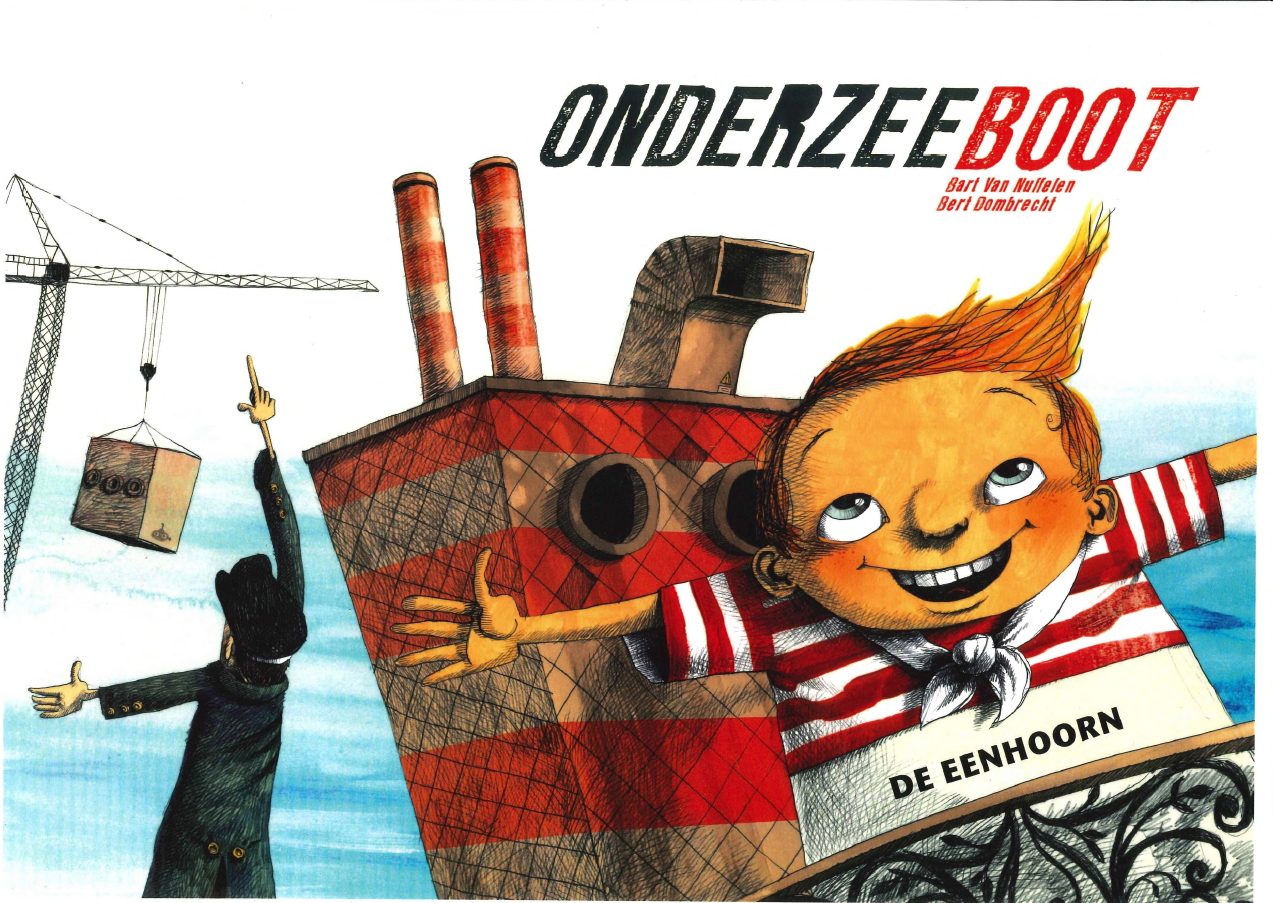 ONDERZEEBOOT
Bart Van Nuffelen
Bert Dombrecht
DE EENHOORN